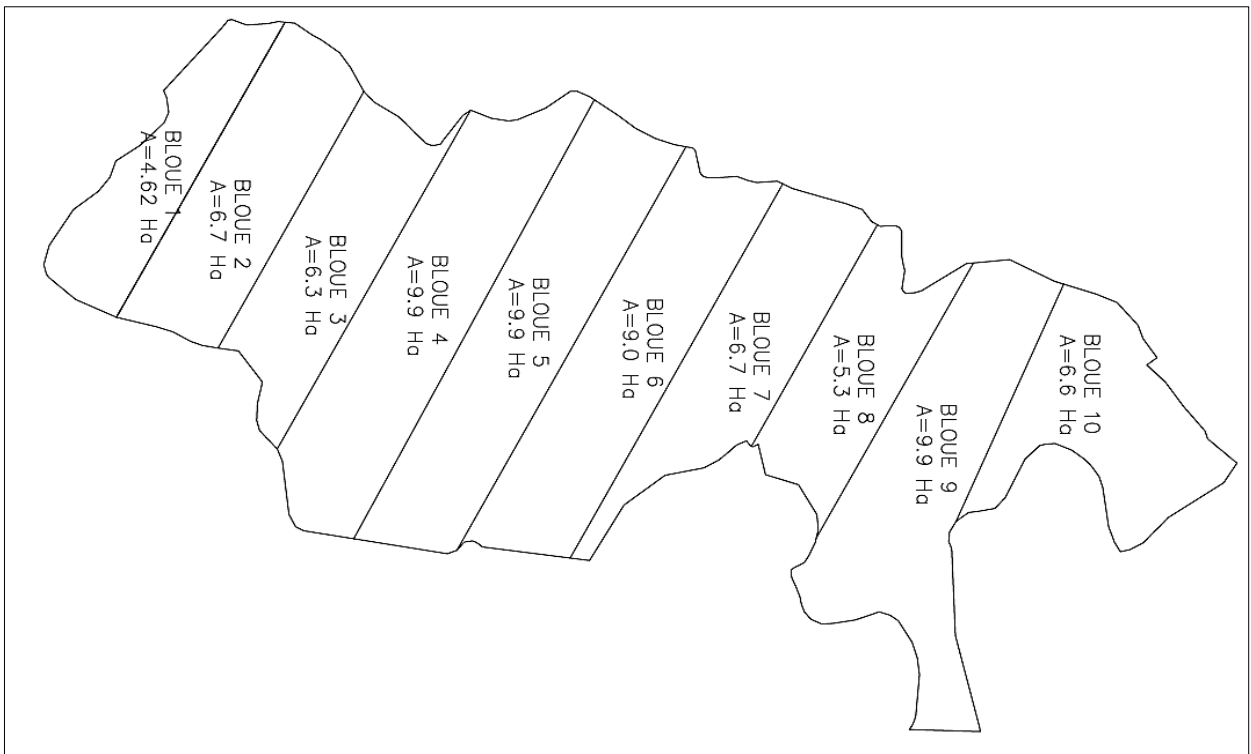 BLOUE 1
A=4.62 Ha
BLOUE 2
A=6.7 Ha
BLOUE 3
A=6.3 Ha
BLOUE 4
A=9.9 Ha
BLOUE 5
A=9.9 Ha
BLOUE 6
A=9.0 Ha
BLOUE 7
A=6.7 Ha
BLOUE 8
A=5.3 Ha
BLOUE 9
A=9.9 Ha
BLOUE 10
A=6.6 Ha